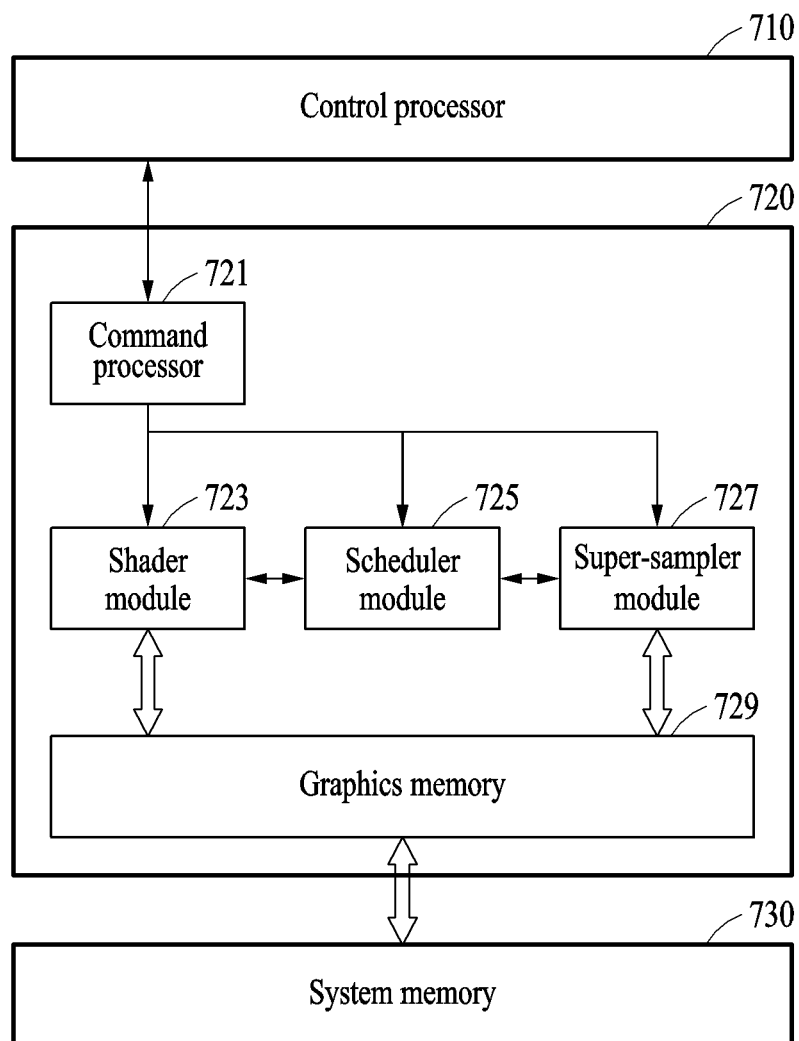 710
Control processor
720
721
Command
processor
723
725
727
Shader
module
Scheduler
module
Super-sampler
module
729
Graphics memory
730
System memory